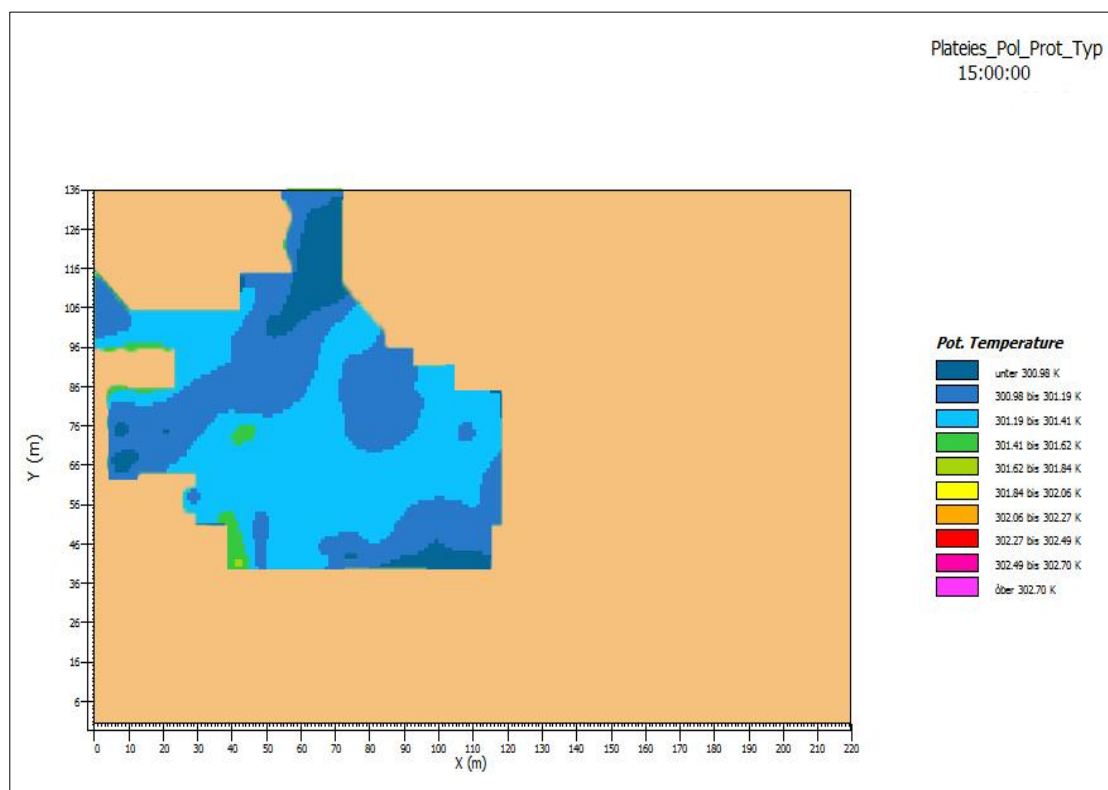 Plateies_Pol_Prot_Typ
15:00:00
136
126
116
106
96
86
76
66
56
46
36
26
16
6
Y (m)
0 10 20 30 40 50 60 70 80 90 100 110 120 130 140 150 160 170 180 190 200 210 220
X (m)
Pot. Temperature
unter 300.98 K
300.98 bis 301.19 K
301.19 bis 301.41 K
301.41 bis 301.62 K
301.62 bis 301.84 K
301.84 bis 302.06 K
302.06 bis 302.27 K
302.27 bis 302.49 K
302.49 bis 302.70 K
õber 302.70 K